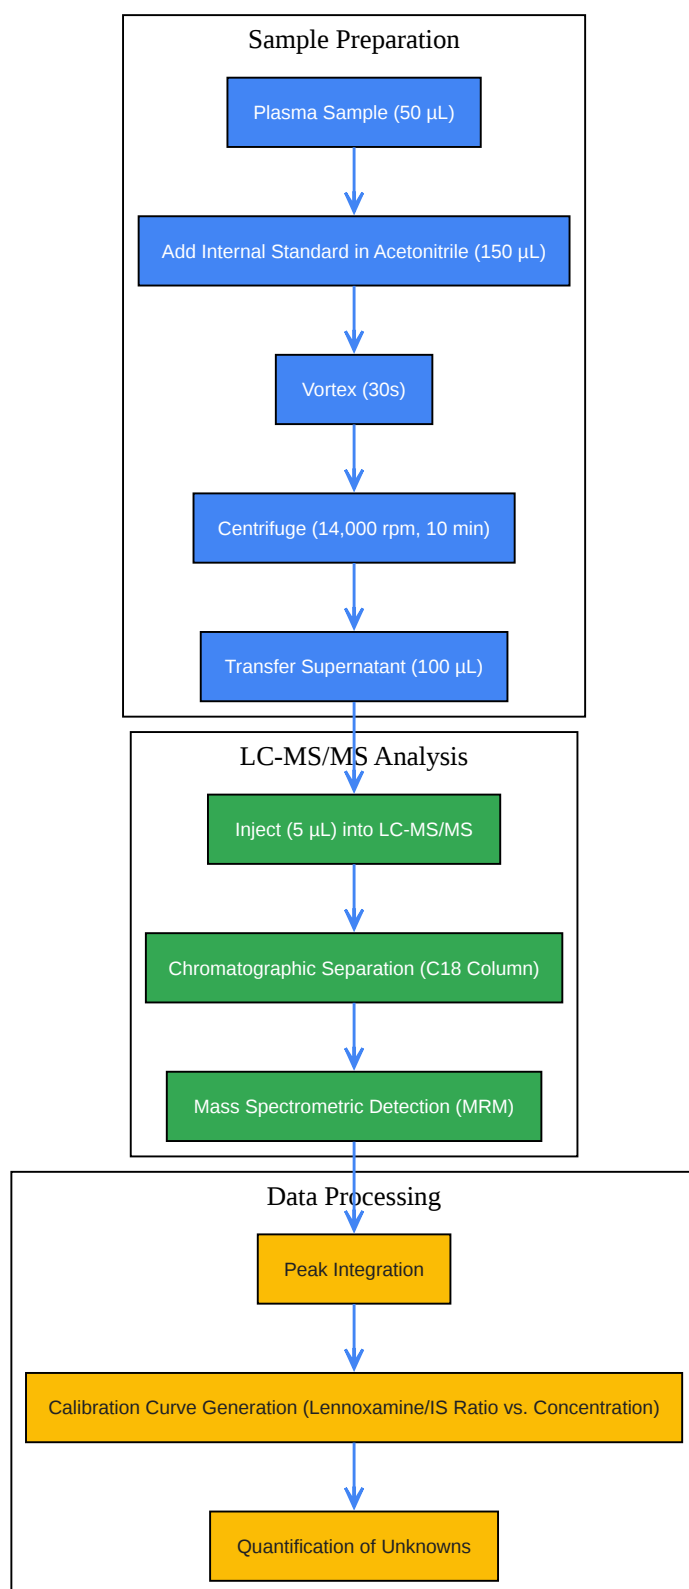 Sample Preparation
Plasma Sample (50 µL)
Add Internal Standard in Acetonitrile (150 µL)
Vortex (30s)
Centrifuge (14,000 rpm, 10 min)
Transfer Supernatant (100 µL)
LC-MS/MS Analysis
Inject (5 µL) into LC-MS/MS
Chromatographic Separation (C18 Column)
Mass Spectrometric Detection (MRM)
Data Processing
Peak Integration
Calibration Curve Generation (Lennoxamine/IS Ratio vs. Concentration)
Quantification of Unknowns